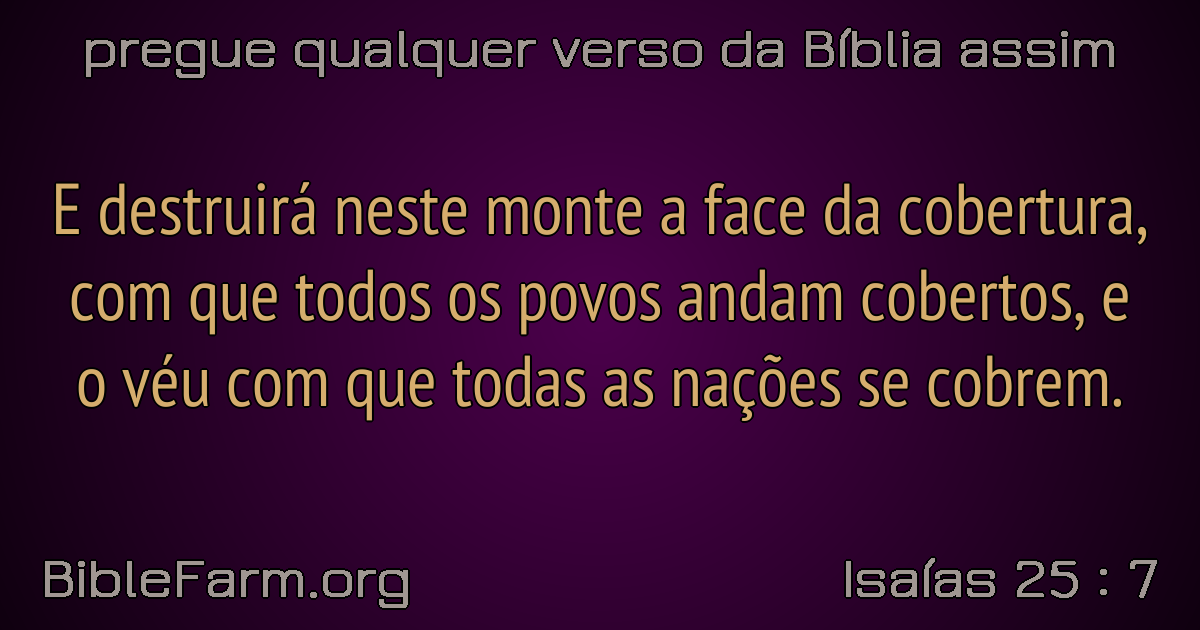 pregue qualquer verso da Bíblia assim
E destruirá neste monte a face da cobertura,
com que todos os povos andam cobertos, e
o véu com que todas as nações se cobrem.
BibleFarm.org
Isaías 25 : 7